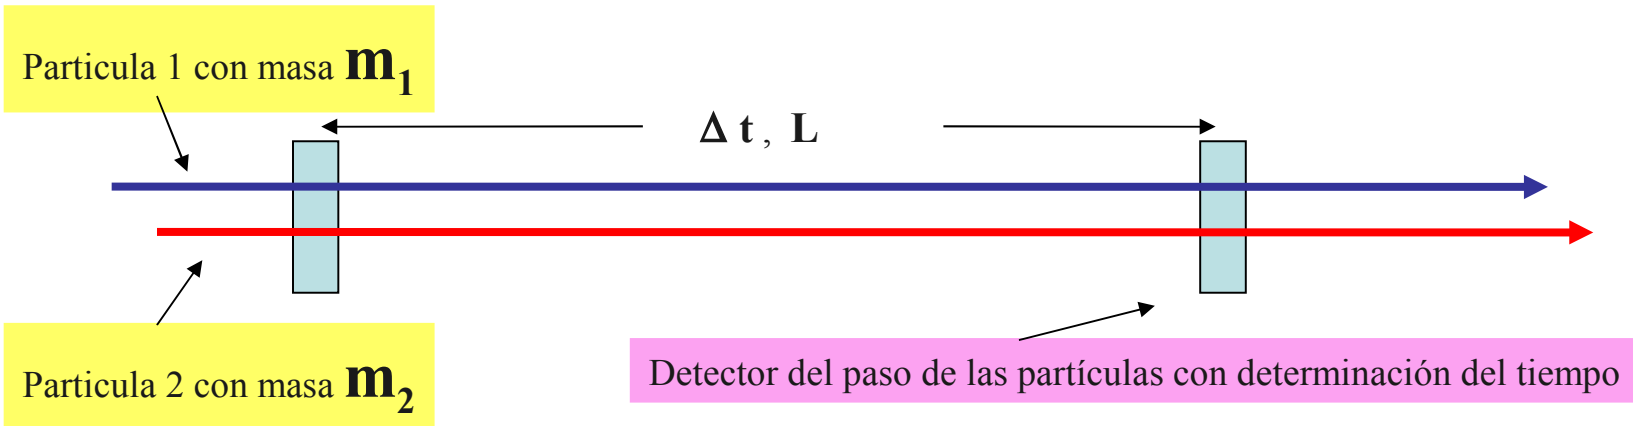 Particula 1 con masa m1
Δ t , L
Particula 2 con masa m2
Detector del paso de las partículas con determinación del tiempo